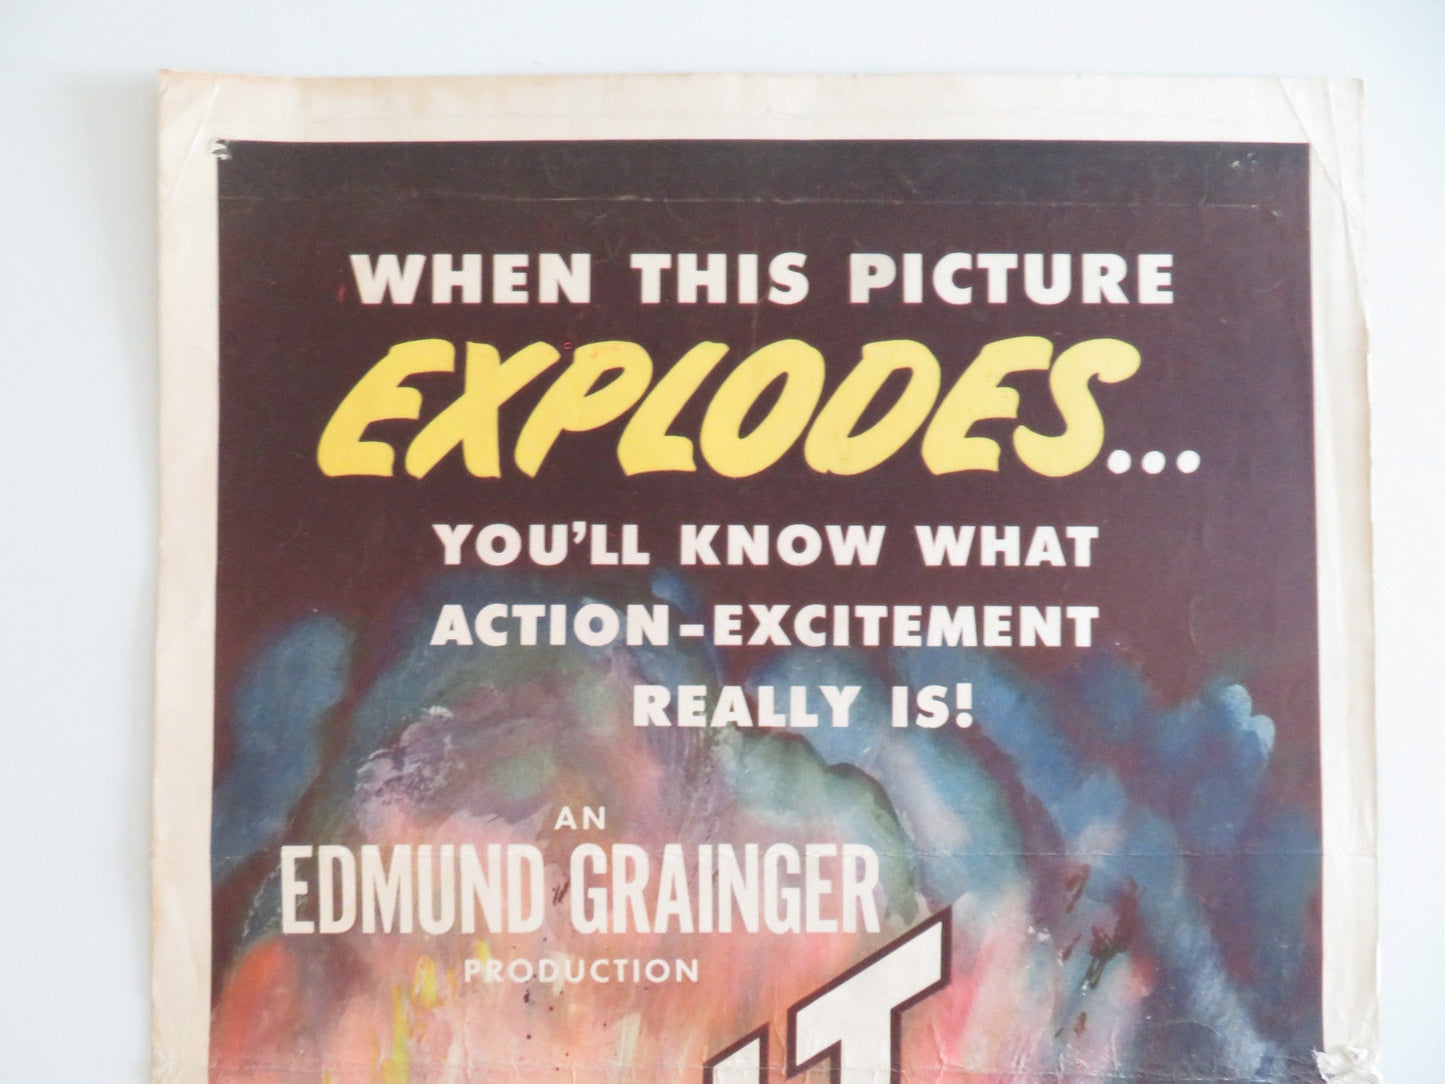 WHEN THIS PICTURE
EXPLODES...
YOU'LL KNOW WHAT
ACTION-EXCITEMENT
REALLY IS!
AN
EDMUND GRAINGER
PRODUCTION